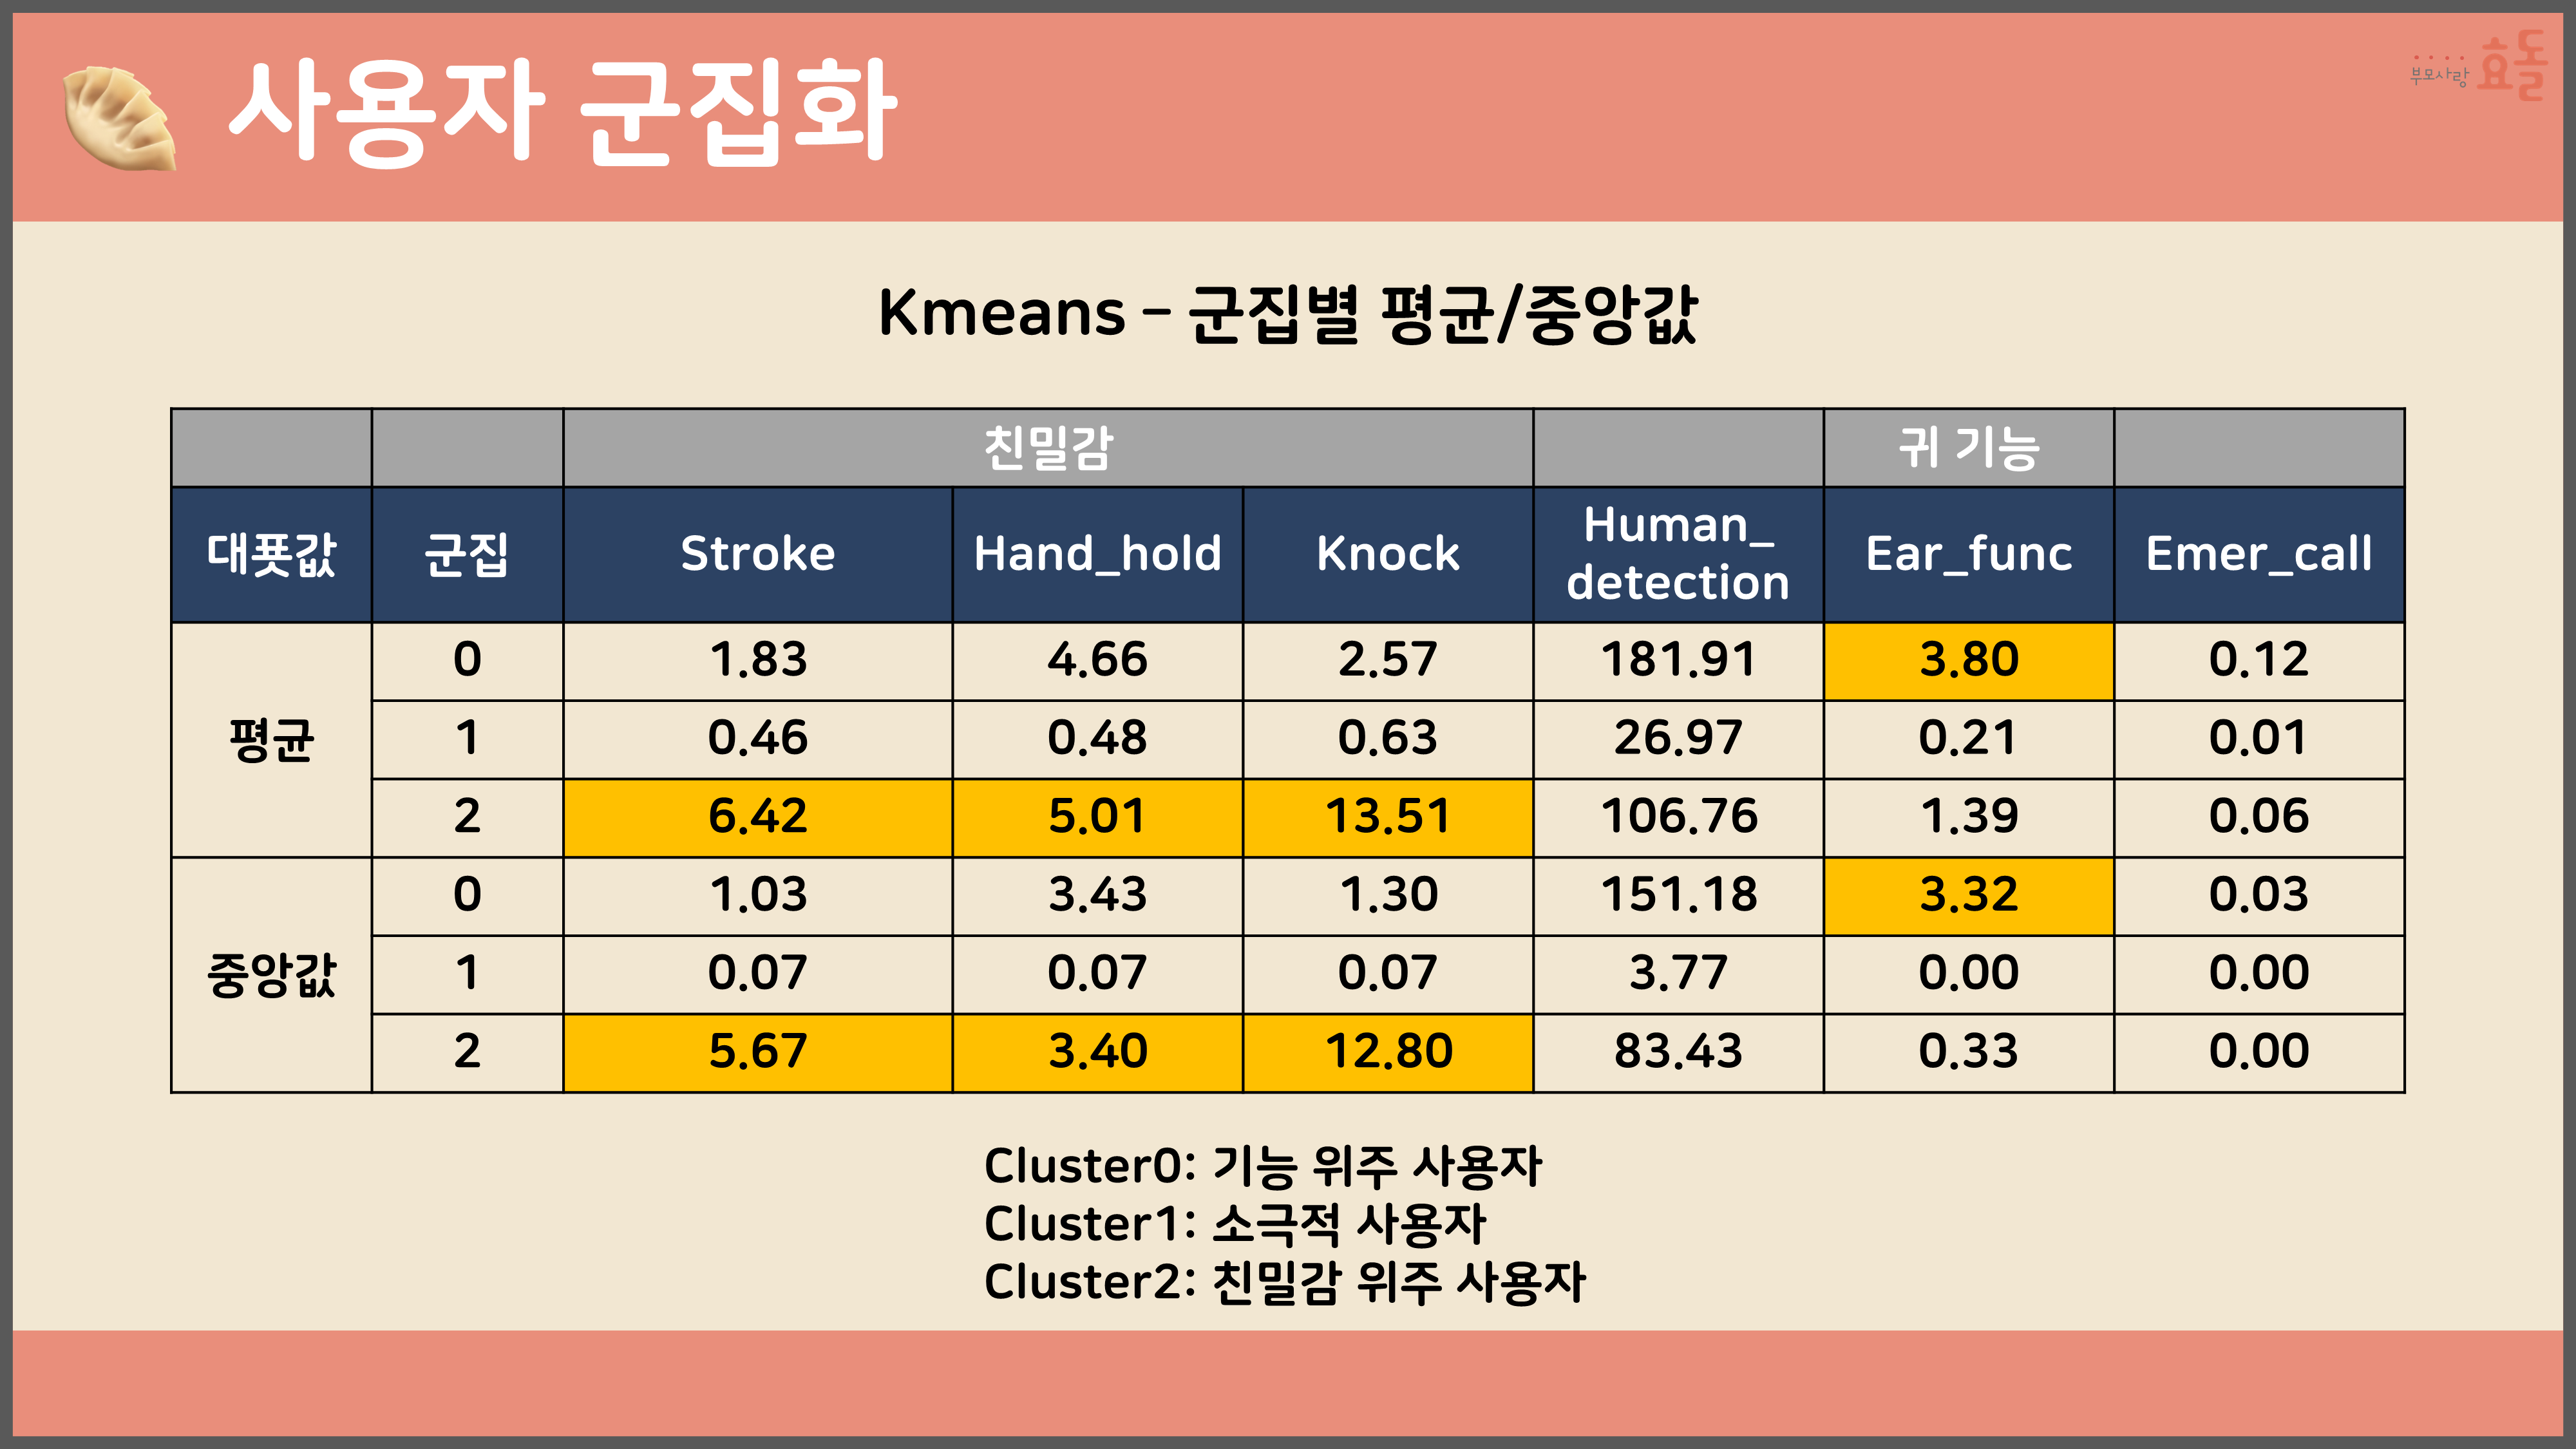 사용자 군집화
부모사랑 효돌
Kmeans – 군집별 평균/중앙값
친밀감 귀 기능
대푯값 군집 Stroke Hand_hold Knock Human_detection Ear_func Emer_call
평균 0 1.83 4.66 2.57 181.91 3.80 0.12
1 0.46 0.48 0.63 26.97 0.21 0.01
2 6.42 5.01 13.51 106.76 1.39 0.06
중앙값 0 1.03 3.43 1.30 151.18 3.32 0.03
1 0.07 0.07 0.07 3.77 0.00 0.00
2 5.67 3.40 12.80 83.43 0.33 0.00
Cluster0: 기능 위주 사용자
Cluster1: 소극적 사용자
Cluster2: 친밀감 위주 사용자